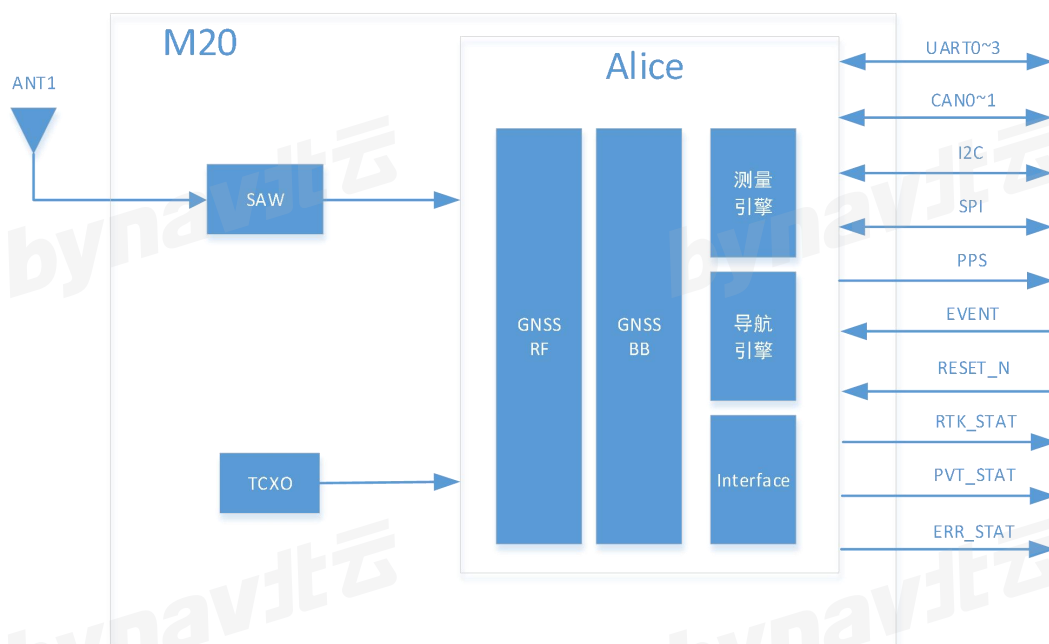 M20
Alice
ANT1
SAW
TCXO
GNSS
RF
GNSS
BB
测量
引擎
导航
引擎
Interface
UART0~3
CAN0~1
I2C
SPI
PPS
EVENT
RESET_N
RTK_STAT
PVT_STAT
ERR_STAT
bynav北云
bynav北云
bynav北云
bynav北云